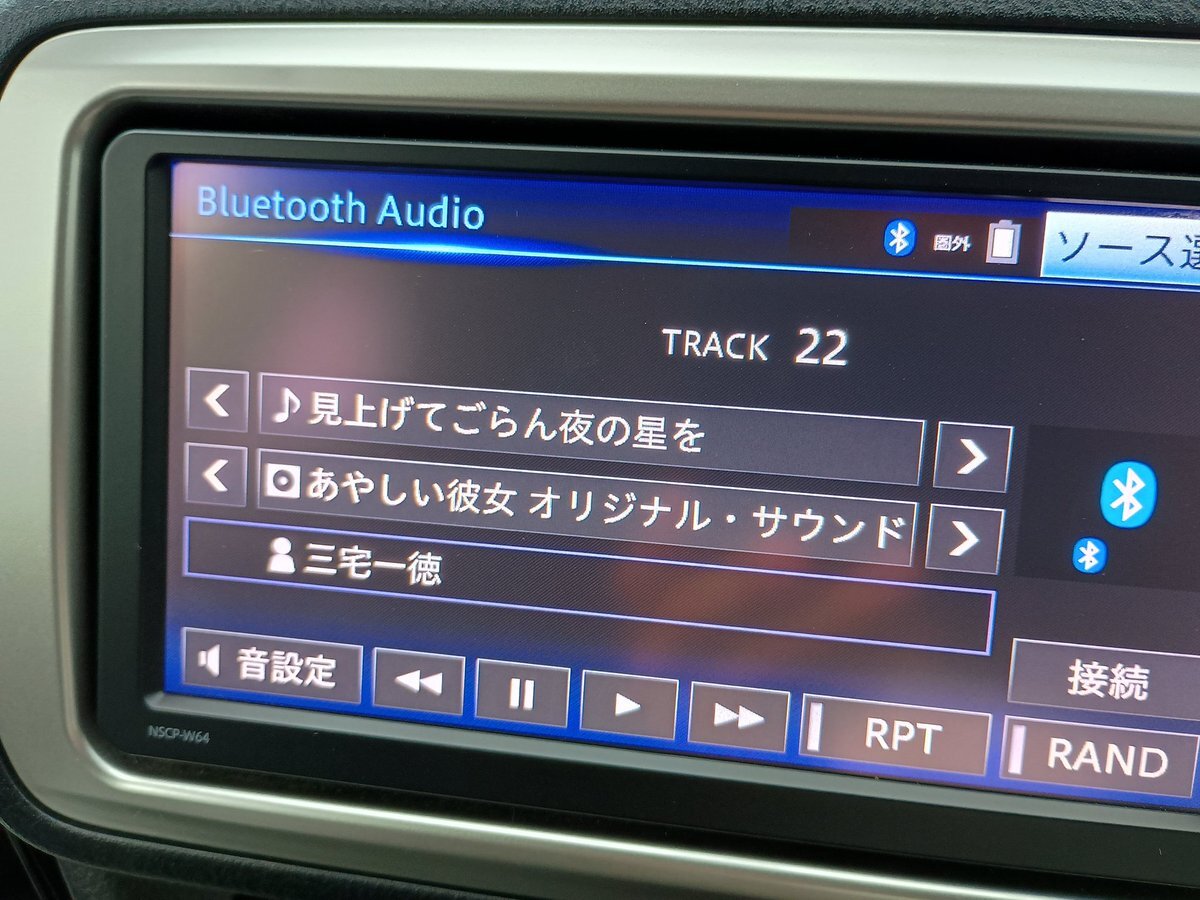 Bluetooth Audio
圏外
ソース選
TRACK 22
見上げてごらん夜の星を
あやしい彼女 オリジナル・サウンド
三宅一徳
接続
音設定
RPT
RAND
NSCP-W64